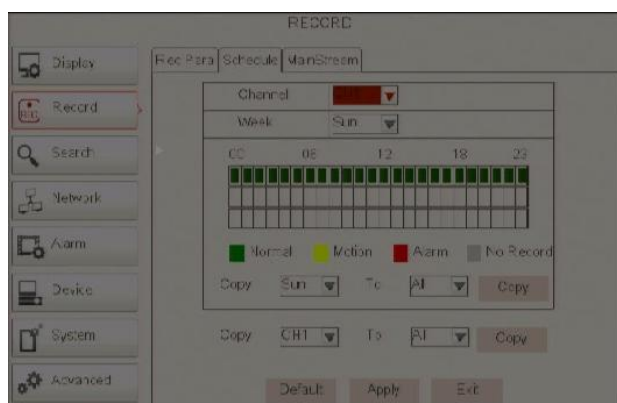 RECORD
Display
Record
Search
Network
Alarm
Device
System
Advanced
Rec Para Schedule MainStream
Channel
Week Sun
00 06 12 18 23
Normal Motion Alarm No Record
Copy Sun To All Copy
Copy CH1 To All Copy
Default Apply Exit